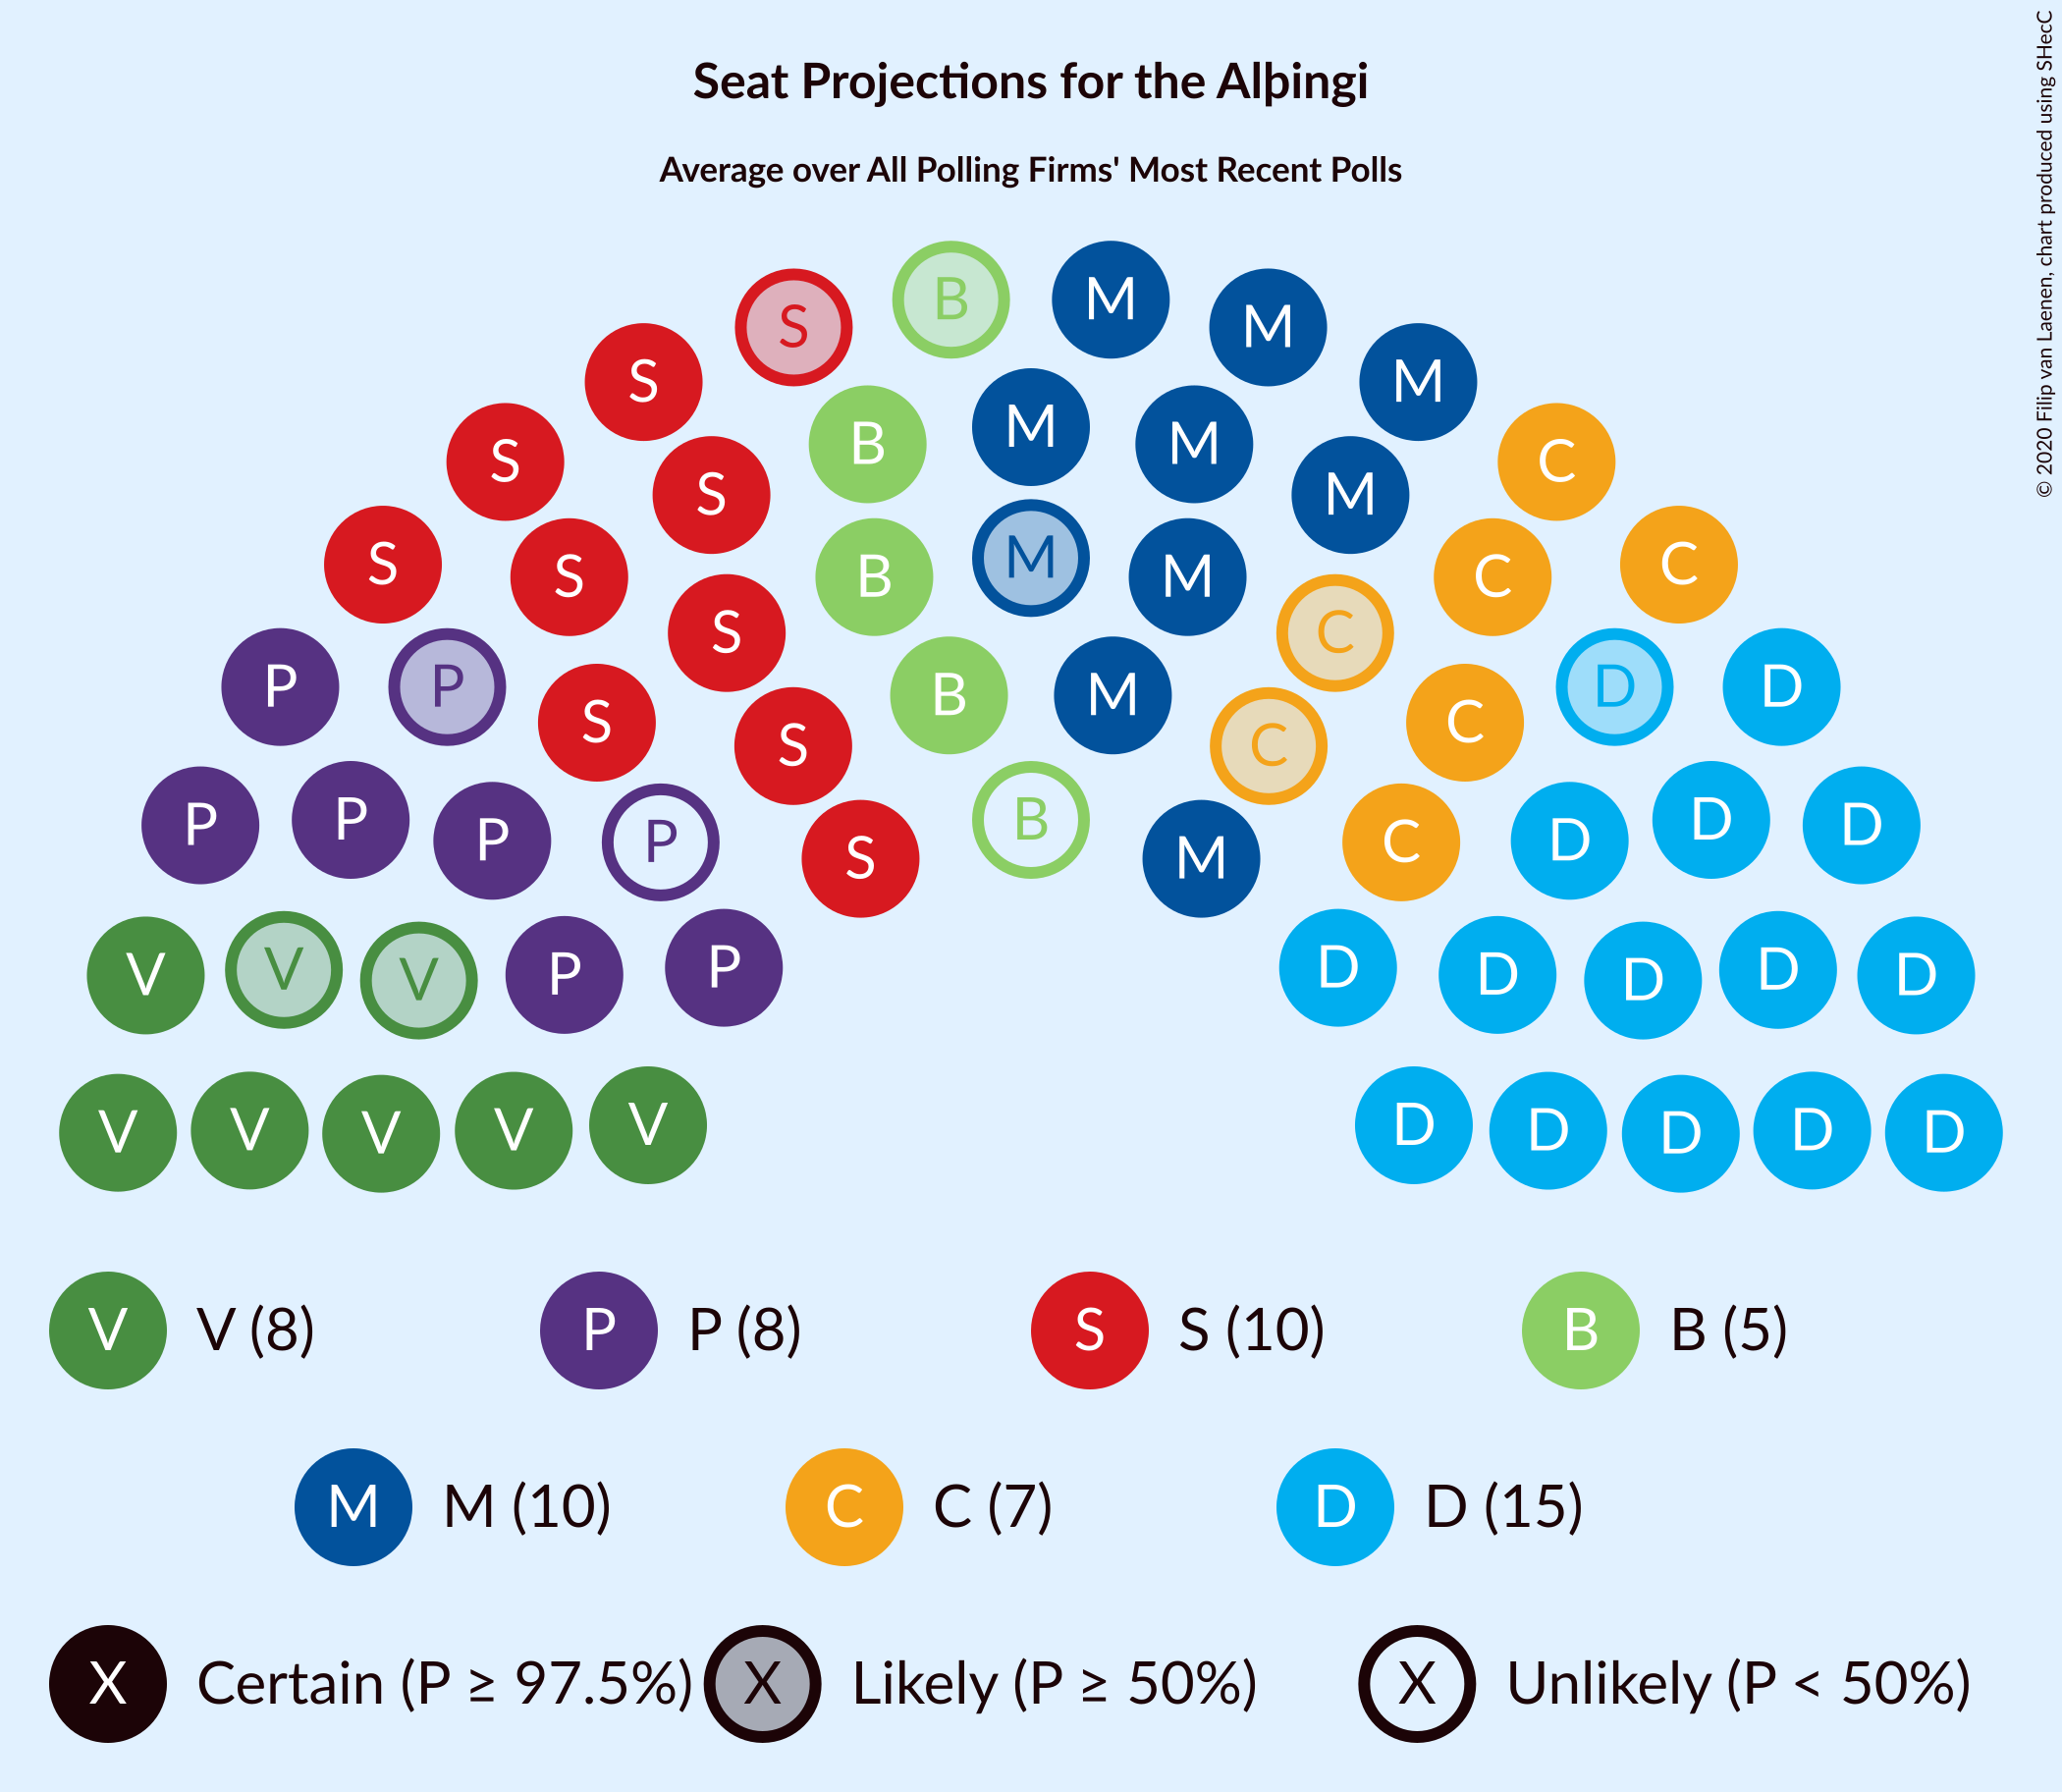 Seat Projections for the Alþingi
Average over All Polling Firms' Most Recent Polls
© 2020 Filip van Laenen, chart produced using SHecC
B M
S M
S M
M
S B M C
S M
M
S S B M C C
S C
P P S B M D D
S C
S C
P P P P B C D D D
S M
V V V P P D D D D D
V V V V V D D D D D
V V (8) P P (8) S S (10) B B (5)
M M (10) C C (7) D D (15)
X Certain (P ≥ 97.5%) X Likely (P ≥ 50%) X Unlikely (P < 50%)